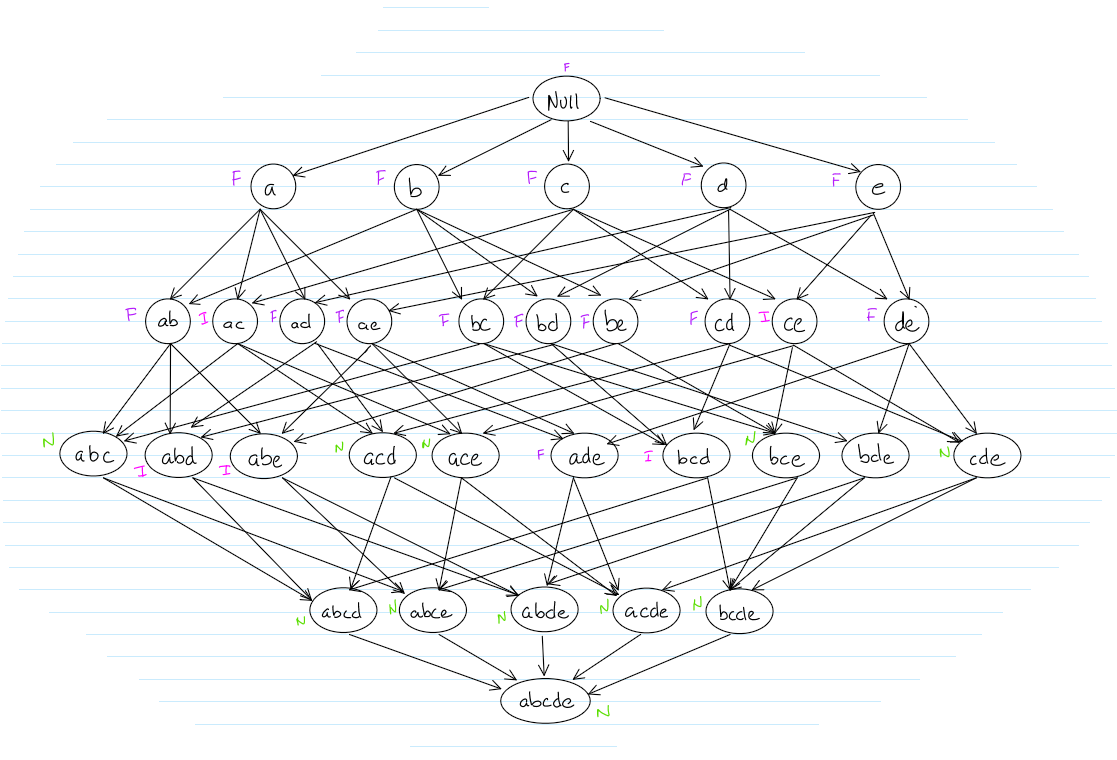 F
Null
F a F b F c F d F e
F ab I ac F ad F ae F bc F bd F be F cd I ce F de
N abc I abd I abe N acd N ace F ade I bcd N bce bde N cde
N abcd N abce N abde N acde N bcde
abcde N